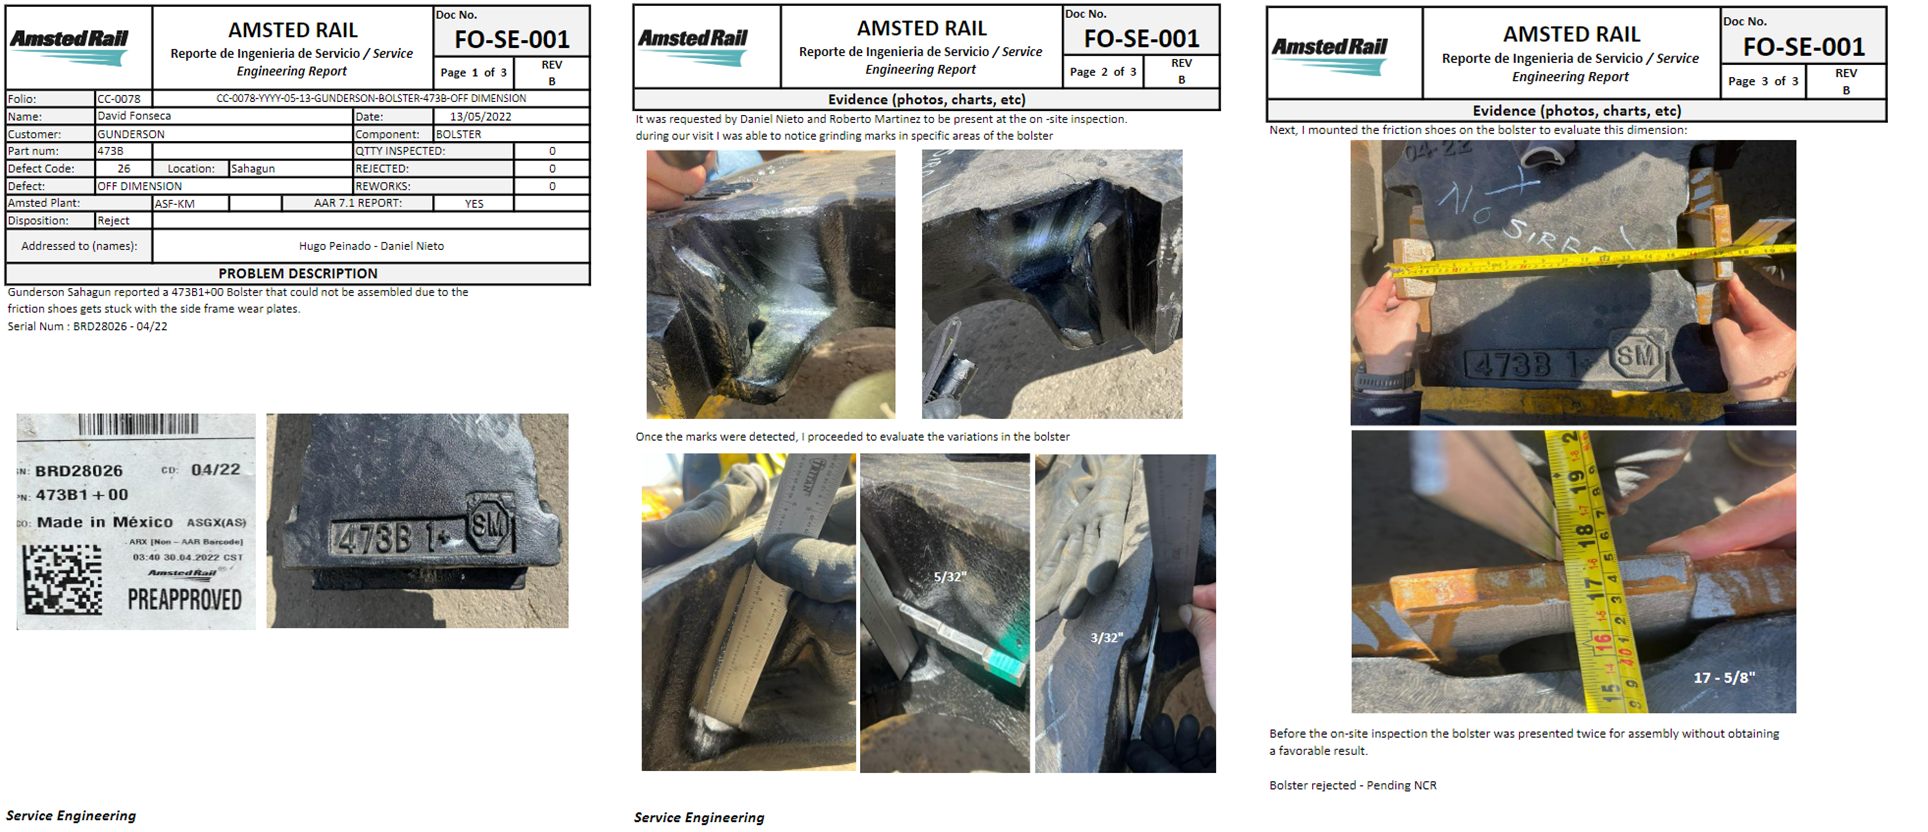 Amsted Rail
AMSTED RAIL
Reporte de Ingenieria de Servicio / Service
Engineering Report
Doc No.
FO-SE-001
Page 1 of 3
REV
B
Folio: CC-0078 CC-0078-YYYY-05-13-GUNDERSON-BOLSTER-473B-OFF DIMENSION
Name: David Fonseca Date: 13/05/2022
Customer: GUNDERSON Component: BOLSTER
Part num: 473B QTTY INSPECTED: 0
Defect Code: 26 Location: Sahagun REJECTED: 0
Defect: OFF DIMENSION REWORKS: 0
Amsted Plant: ASF-KM AAR 7.1 REPORT: YES
Disposition: Reject
Addressed to (names): Hugo Peinado - Daniel Nieto
PROBLEM DESCRIPTION
Gunderson Sahagun reported a 473B1+00 Bolster that could not be assembled due to the
friction shoes gets stuck with the side frame wear plates.
Serial Num : BRD28026 - 04/22
BRD28026 CD: 04/22
473B1+00
Made in México ASGX(AS)
ARX [Non - AAR Barcode]
03:40 30.04.2022 CST
Amsted Rail
PREAPPROVED
473B 1+ SM
Service Engineering
Amsted Rail
AMSTED RAIL
Reporte de Ingenieria de Servicio / Service
Engineering Report
Doc No.
FO-SE-001
Page 2 of 3
REV
B
Evidence (photos, charts, etc)
It was requested by Daniel Nieto and Roberto Martinez to be present at the on -site inspection.
during our visit I was able to notice grinding marks in specific areas of the bolster
Once the marks were detected, I proceeded to evaluate the variations in the bolster
5/32"
3/32"
Service Engineering
Amsted Rail
AMSTED RAIL
Reporte de Ingenieria de Servicio / Service
Engineering Report
Doc No.
FO-SE-001
Page 3 of 3
REV
B
Evidence (photos, charts, etc)
Next, I mounted the friction shoes on the bolster to evaluate this dimension:
04-22
No
473B 1+ SM
19
18
17
16
15
17 - 5/8"
Before the on-site inspection the bolster was presented twice for assembly without obtaining
a favorable result.
Bolster rejected - Pending NCR